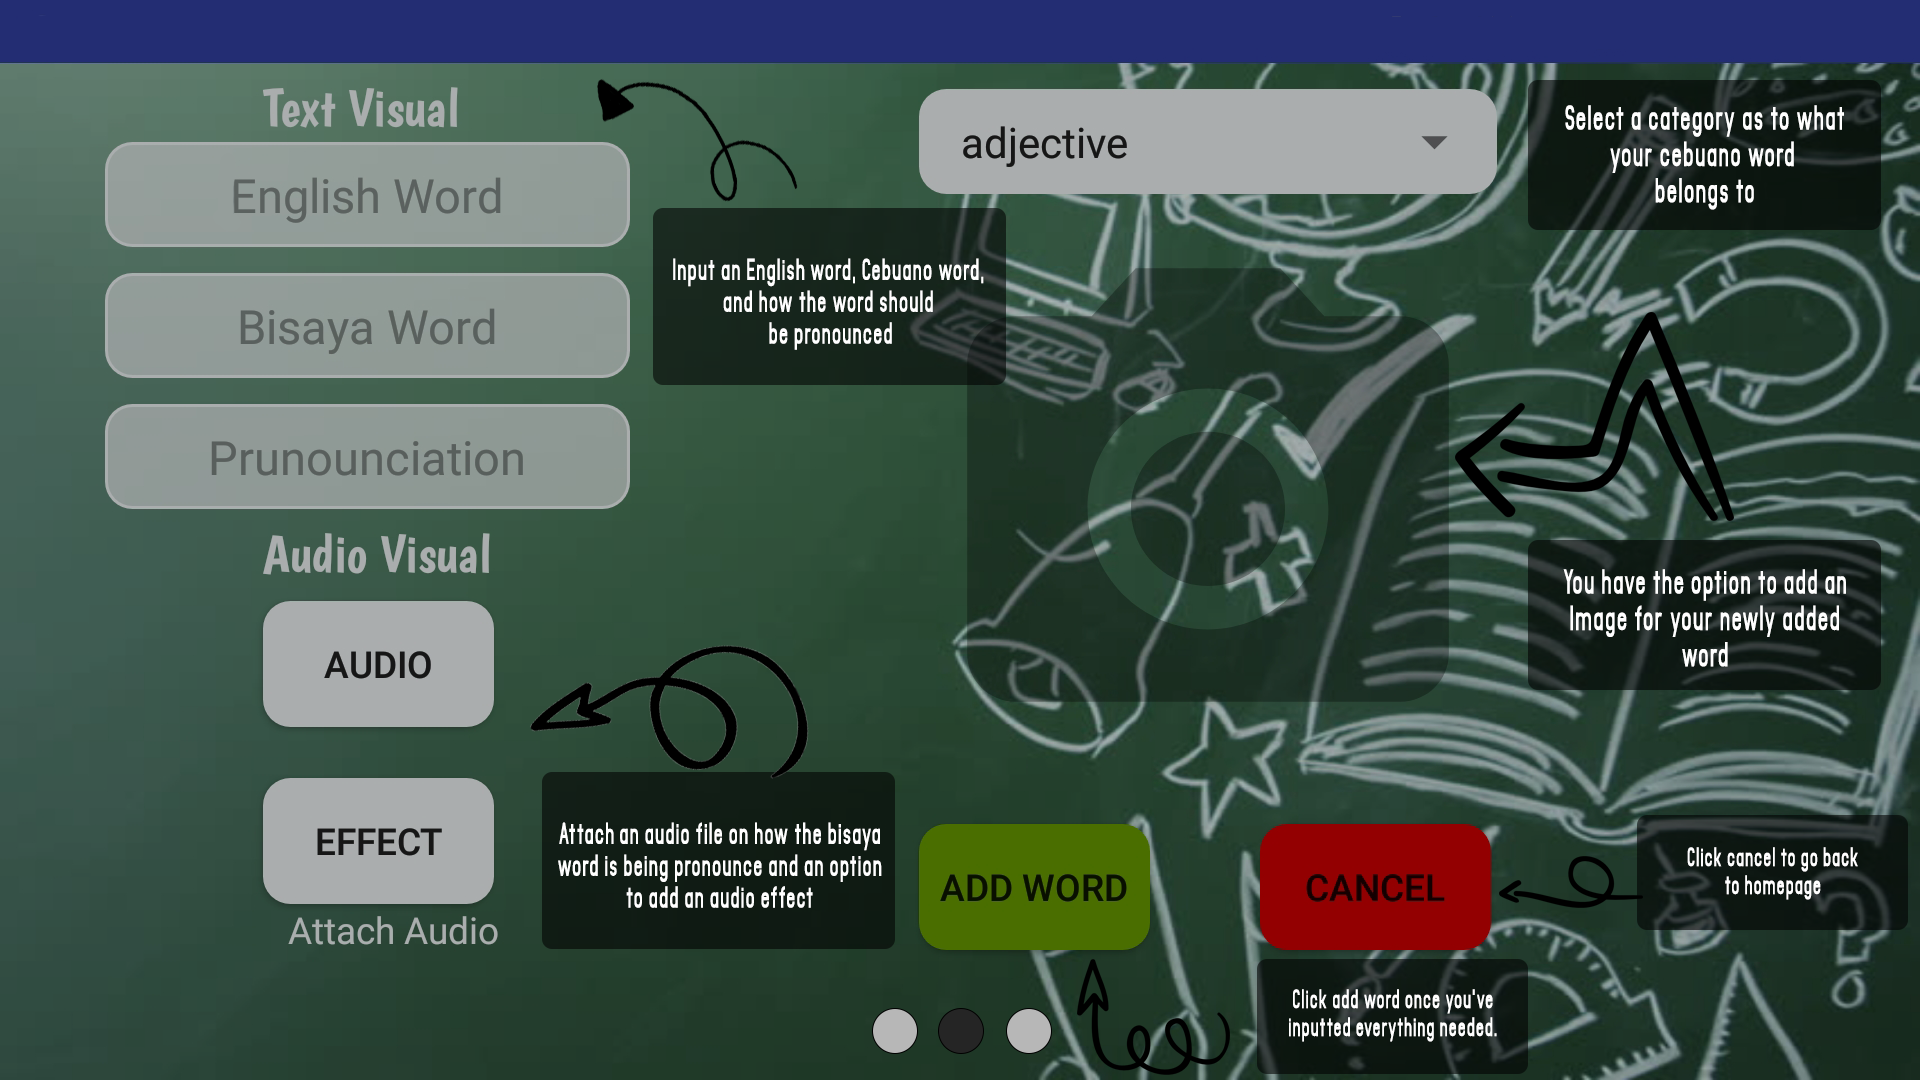 Text Visual
English Word
Bisaya Word
Prunounciation
Input an English word, Cebuano word,
and how the word should
be pronounced
adjective
Select a category as to what
your cebuano word
belongs to
You have the option to add an
Image for your newly added
word
Audio Visual
AUDIO
EFFECT
Attach Audio
Attach an audio file on how the bisaya
word is being pronounce and an option
to add an audio effect
ADD WORD
CANCEL
Click cancel to go back
to homepage
Click add word once you've
inputted everything needed.